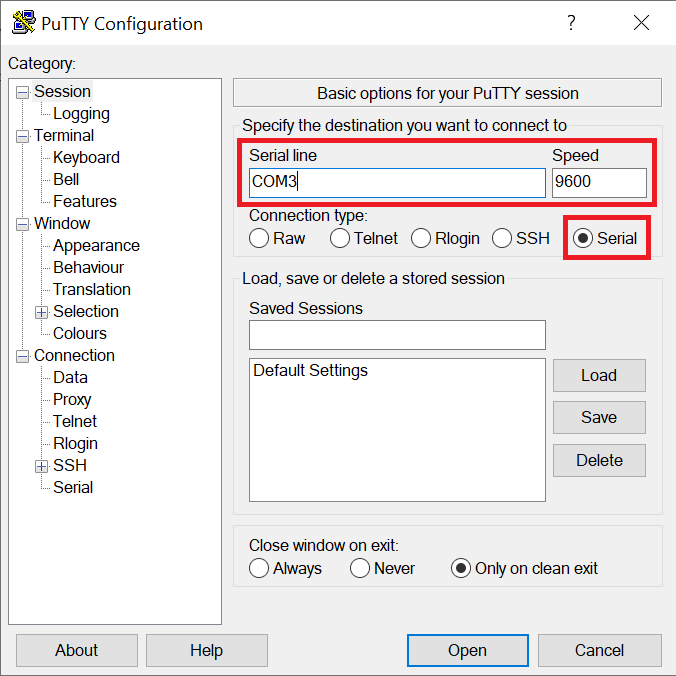 PuTTY Configuration
?
Category:
Session
Logging
Terminal
Keyboard
Bell
Features
Window
Appearance
Behaviour
Translation
Selection
Colours
Connection
Data
Proxy
Telnet
Rlogin
SSH
Serial
Basic options for your PuTTY session
Specify the destination you want to connect to
Serial line Speed
COM3 9600
Connection type:
Raw Telnet Rlogin SSH Serial
Load, save or delete a stored session
Saved Sessions
Default Settings
Load
Save
Delete
Close window on exit:
Always Never Only on clean exit
About Help Open Cancel